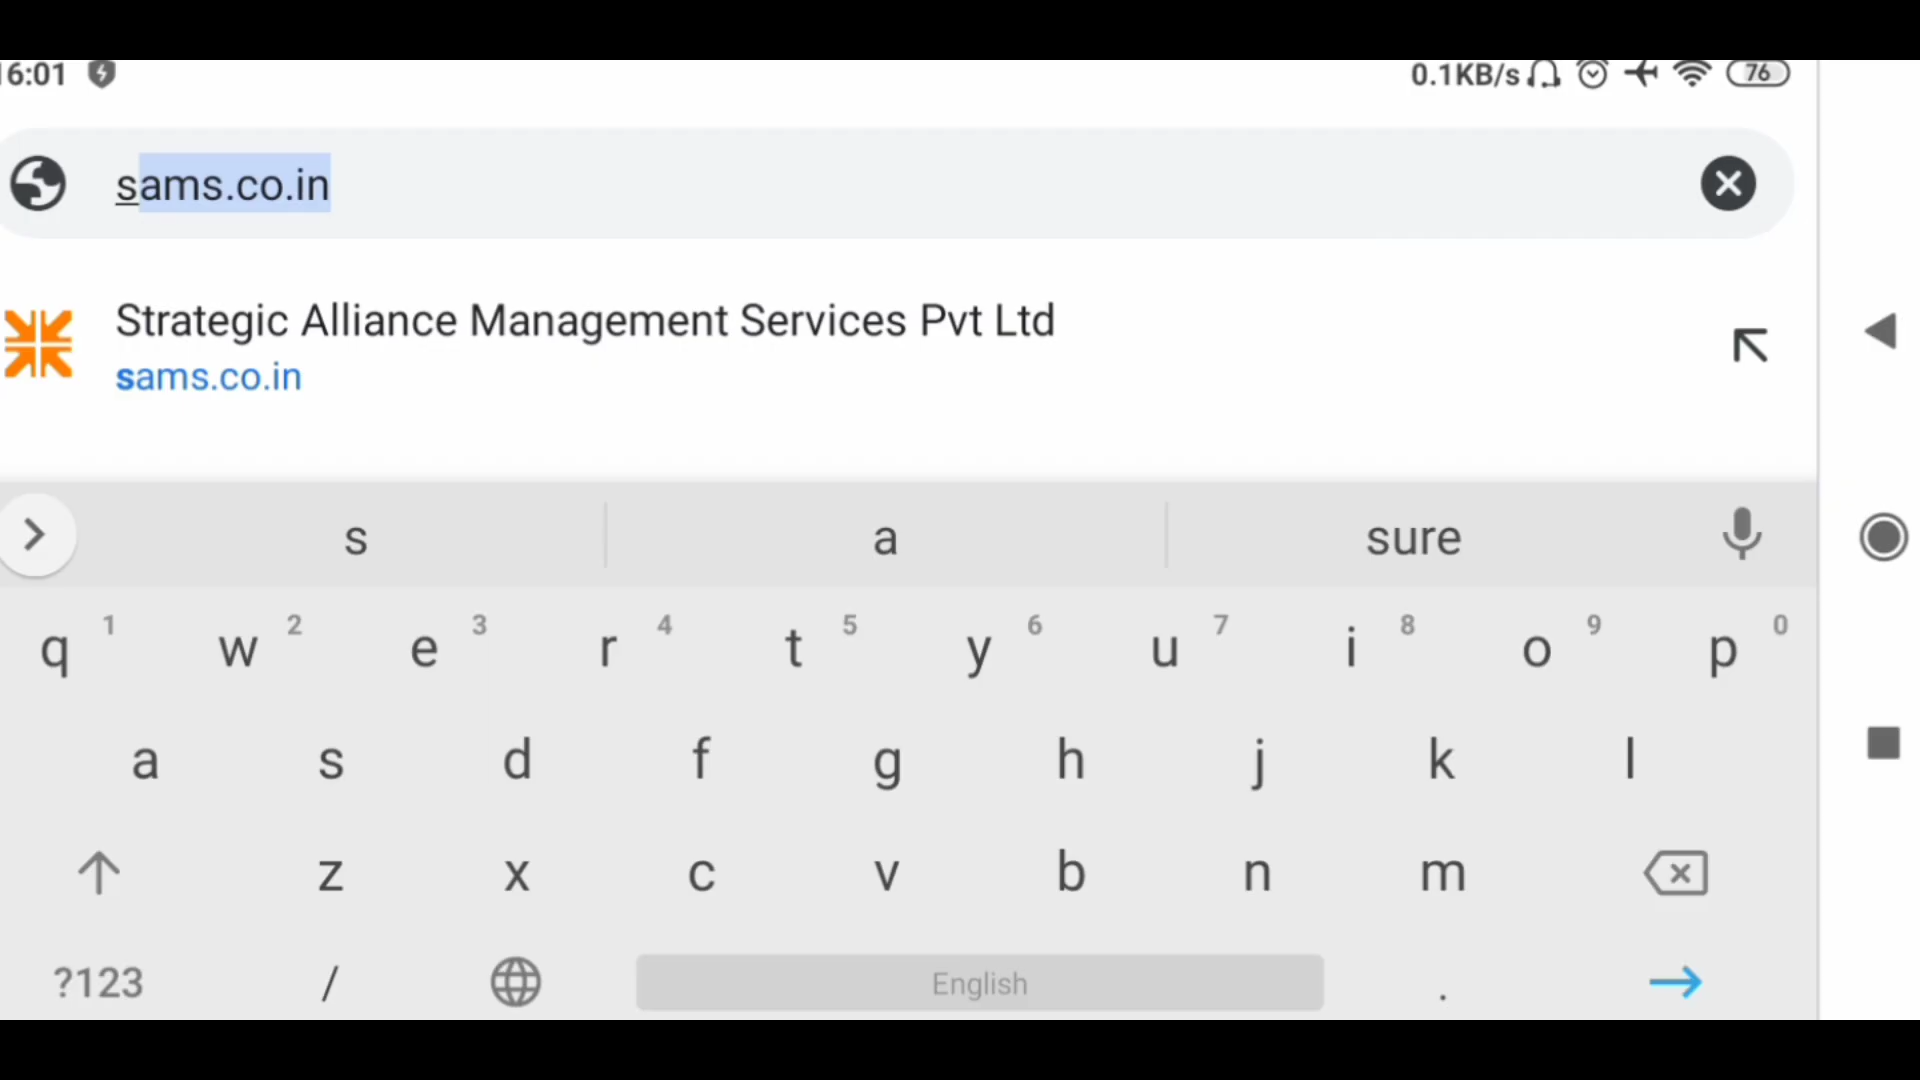 16:01 0.1KB/s 76
sams.co.in
Strategic Alliance Management Services Pvt Ltd
sams.co.in
s a sure
q 1 w 2 e 3 r 4 t 5 y 6 u 7 i 8 o 9 p 0
a s d f g h j k l
z x c v b n m
?123 / English .